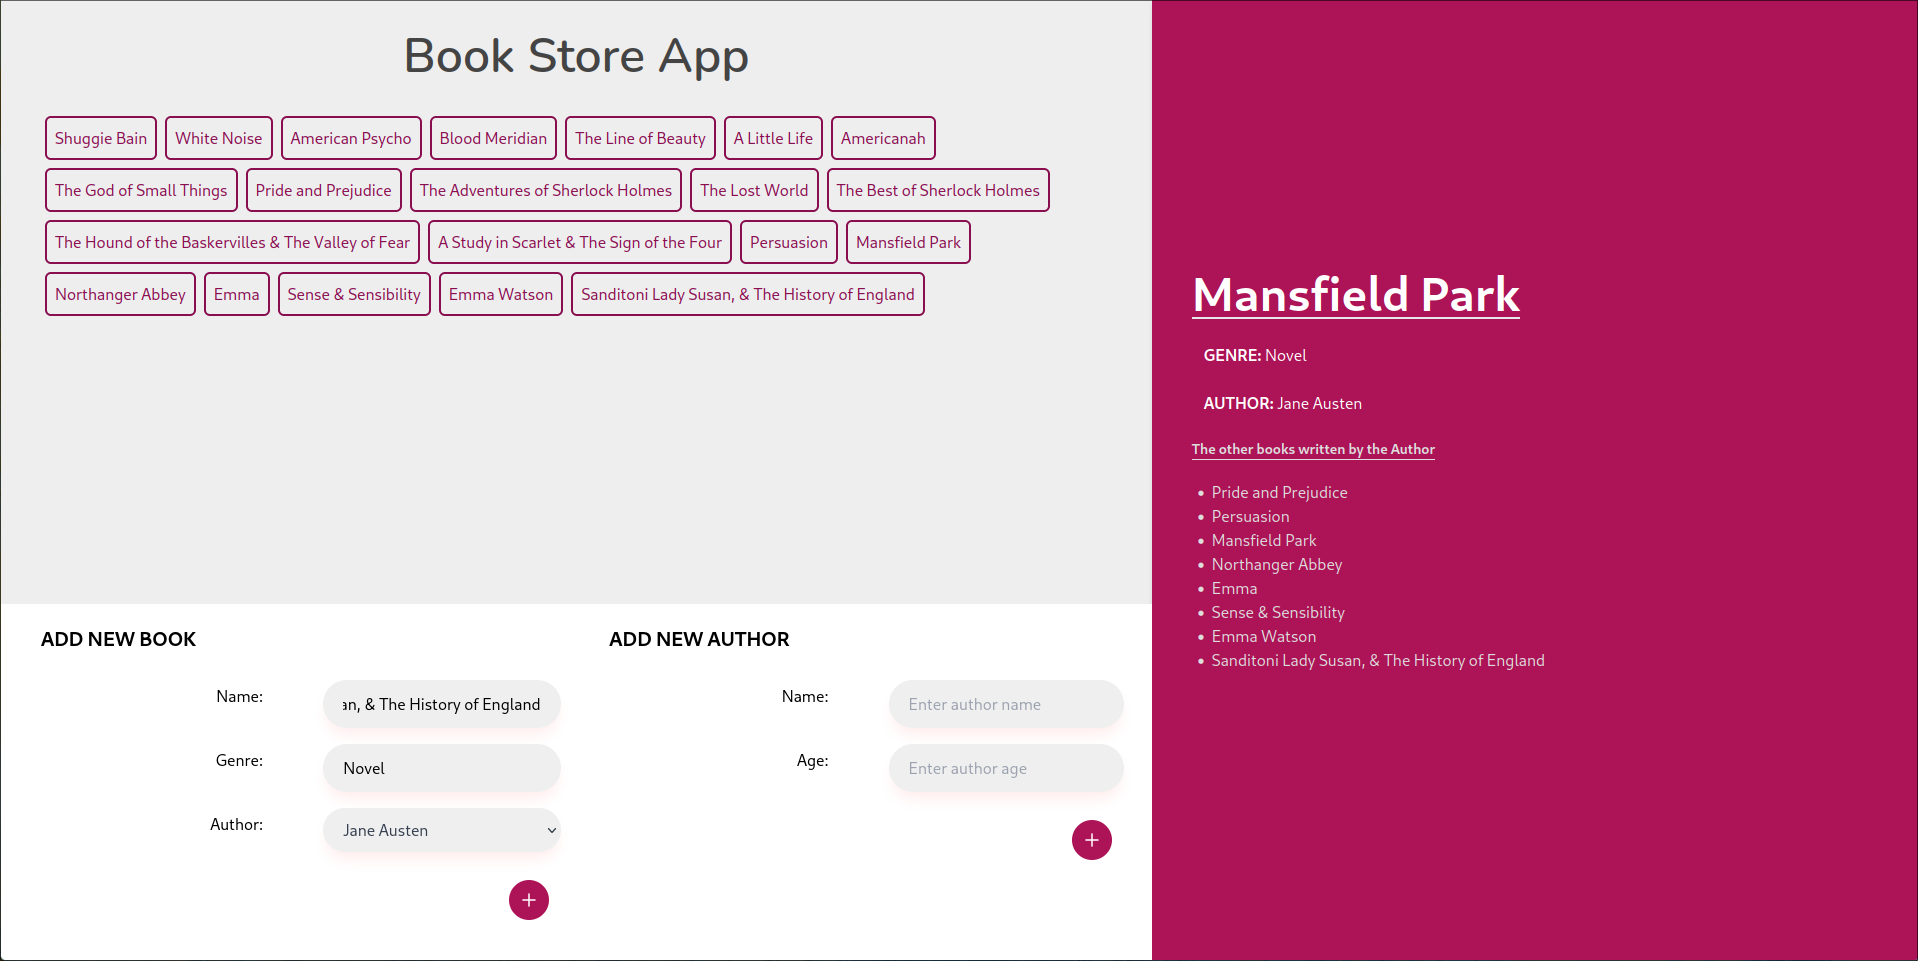 Book Store App
Shuggie Bain White Noise American Psycho Blood Meridian The Line of Beauty A Little Life Americanah
The God of Small Things Pride and Prejudice The Adventures of Sherlock Holmes The Lost World The Best of Sherlock Holmes
The Hound of the Baskervilles & The Valley of Fear A Study in Scarlet & The Sign of the Four Persuasion Mansfield Park
Northanger Abbey Emma Sense & Sensibility Emma Watson Sanditoni Lady Susan, & The History of England
ADD NEW BOOK
Name: an, & The History of England
Genre: Novel
Author: Jane Austen
+
ADD NEW AUTHOR
Name: Enter author name
Age: Enter author age
+
Mansfield Park
GENRE: Novel
AUTHOR: Jane Austen
The other books written by the Author
Pride and Prejudice
Persuasion
Mansfield Park
Northanger Abbey
Emma
Sense & Sensibility
Emma Watson
Sanditoni Lady Susan, & The History of England